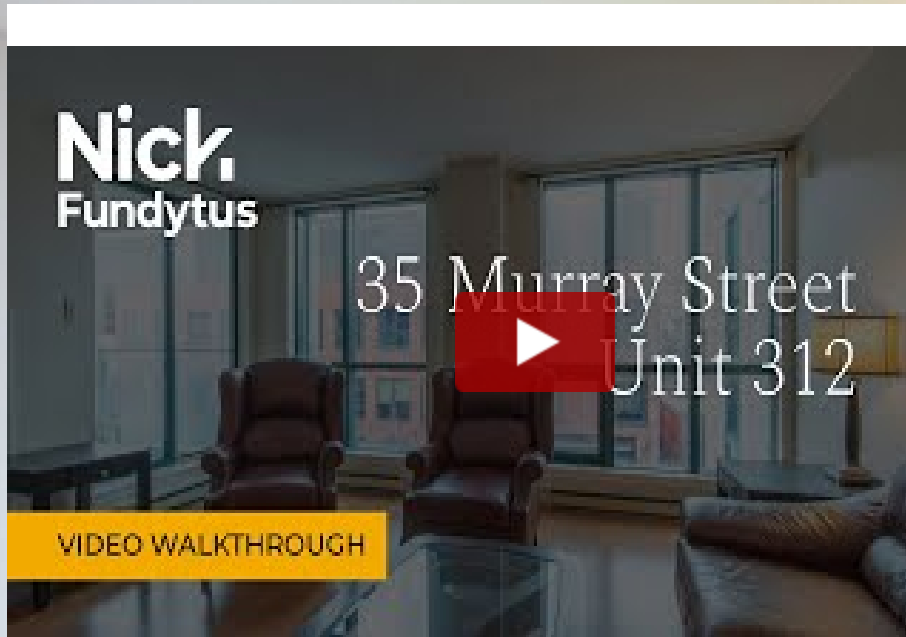 Nick.
Fundytus
35 Murray Street
Unit 312
VIDEO WALKTHROUGH